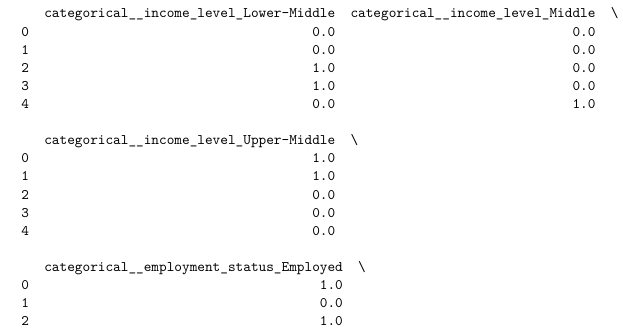 categorical__income_level_Lower-Middle categorical__income_level_Middle \
0 0.0 0.0
1 0.0 0.0
2 1.0 0.0
3 1.0 0.0
4 0.0 1.0
categorical__income_level_Upper-Middle \
0 1.0
1 1.0
2 0.0
3 0.0
4 0.0
categorical__employment_status_Employed \
0 1.0
1 0.0
2 1.0